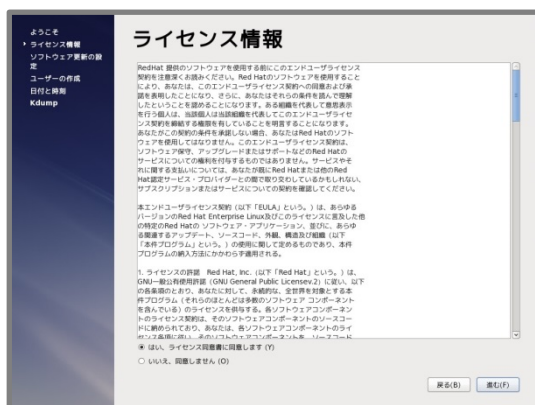 ようこそ
ライセンス情報
ソフトウェア更新の設
定
ユーザーの作成
日付と時刻
Kdump
ライセンス情報
RedHat 提供のソフトウェアを使用する前にこのエンドユーザライセンス
契約を注意深くお読みください。Red Hatのソフトウェアを使用すること
により、あなたは、このエンドユーザライセンス契約への同意および承
諾を表明したことになり、さらに、あなたはそれらの条件を読んで理解
したということを認めることになります。ある組織を代表して意思表示
を行う個人は、当該個人は当該組織を代表してこのエンドユーザライセ
ンス契約を締結する権限を有していることを明言することになります。
あなたがこの契約の条件を承諾しない場合、あなたはRed Hatのソフト
ウェアを使用してはなりません。このエンドユーザライセンス契約は、
ソフトウェア保守、アップグレードまたはサポートなどのRed Hatの
サービスについての権利を付与するものではありません。サービスやそ
れに関する支払いについては、あなたが既にRed Hatまたは他のRed
Hat認定サービス・プロバイダーとの間で取り交わしているかもしれない、
サブスクリプションまたはサービスについての契約を確認してください。
本エンドユーザライセンス契約（以下「EULA」という。）は、あらゆる
バージョンのRed Hat Enterprise Linux及びこのライセンスに言及した他
の特定のRed Hatの ソフトウェア・アプリケーション、並びに、あらゆ
る関連するアップデート、ソースコード、外観、構造及び組織（以下
「本件プログラム」という。）の使用に関して定めるものであり、本件
プログラムの納入方法にかかわらず適用される。
1. ライセンスの許諾　Red Hat, Inc.（以下「Red Hat」という。）は、
GNU一般公有使用許諾（GNU General Public Licensev.2）に従い、以下
の各条項のとおり、あなたに対して、永続的な、全世界を対象とする本
件プログラム（それらのほとんどは多数のソフトウェア コンポーネント
を含んでいる）のライセンスを供与する。各ソフトウェアコンポーネン
トのライセンス契約は、そのソフトウェアコンポーネントのソースコー
ドに納められており、あなたは、各ソフトウェアコンポーネントのライ
センス条項に従い、そのソフトウェアコンポーネントを、ソースコード
はい、ライセンス同意書に同意します (Y)
いいえ、同意しません (O)
戻る(B)
進む(F)